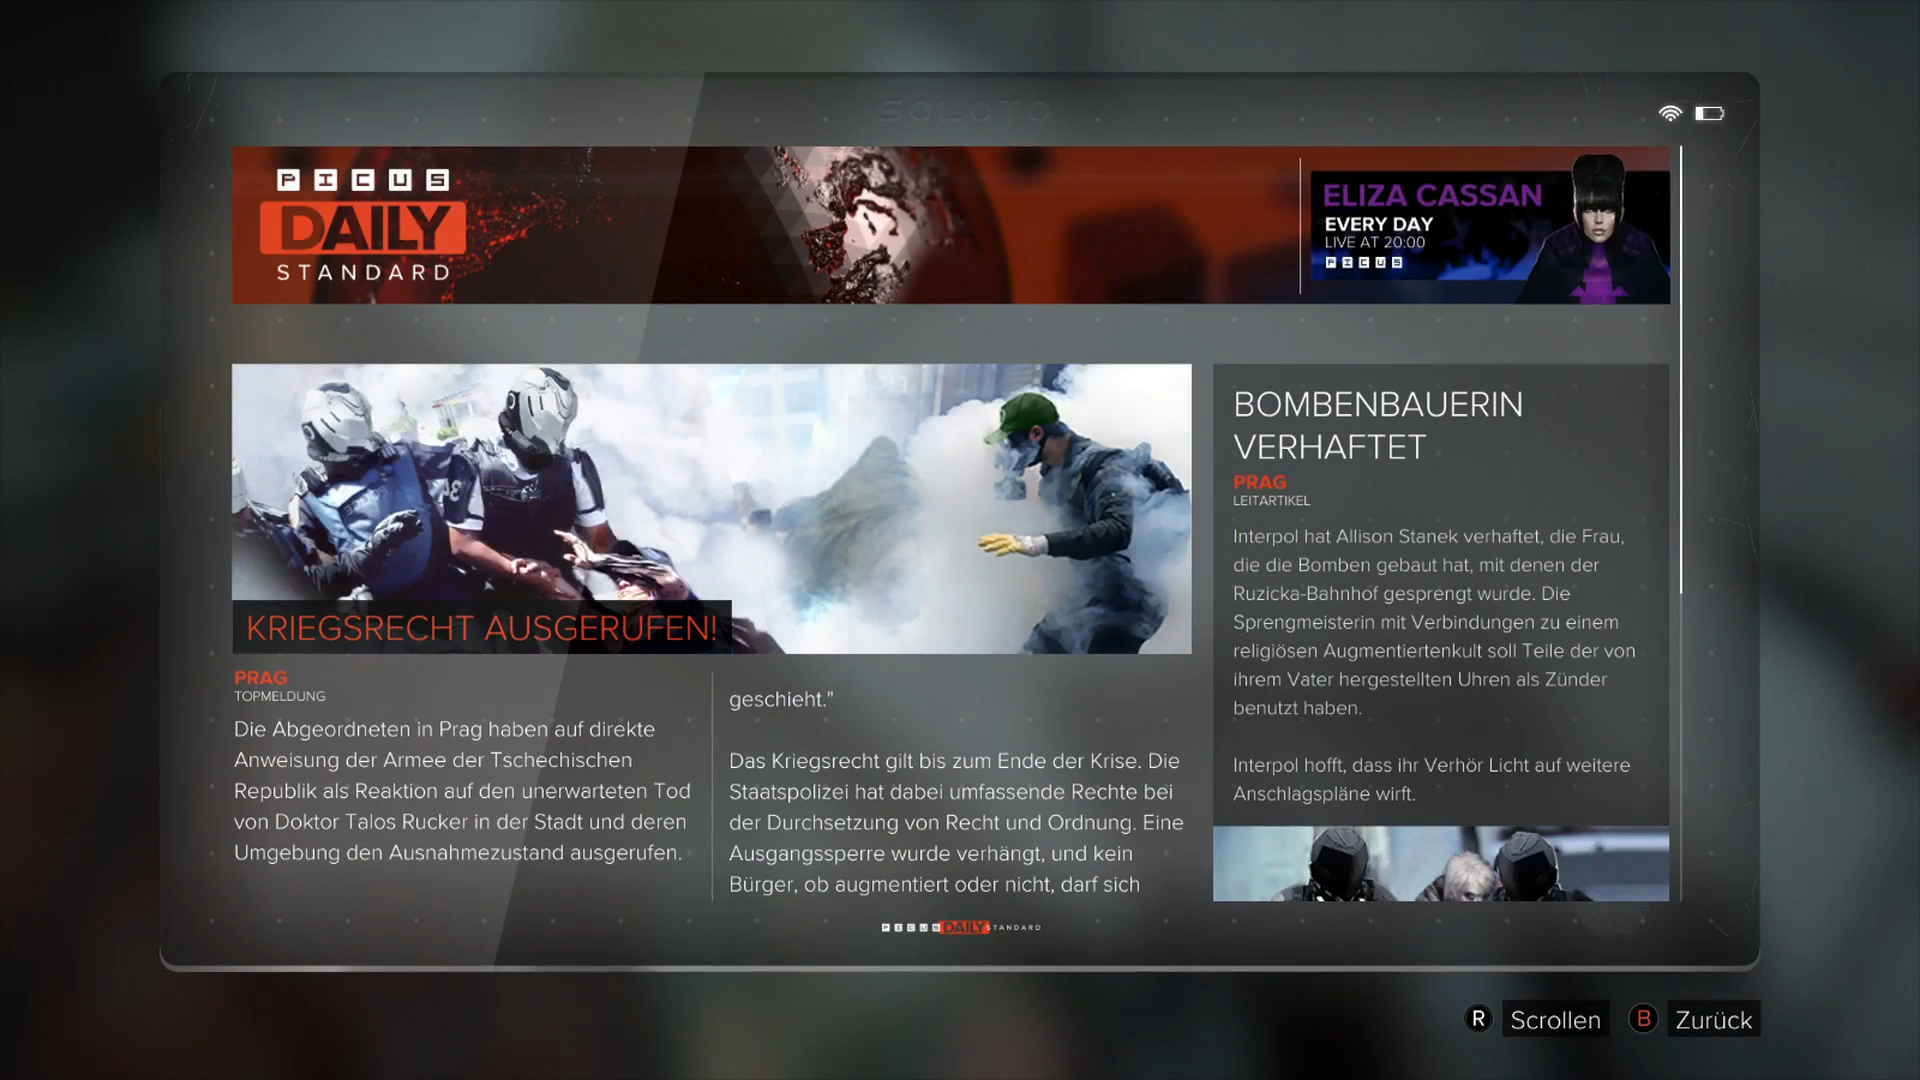 SOLOTO
PICUS
DAILY
STANDARD
ELIZA CASSAN
EVERY DAY
LIVE AT 20:00
PICUS
KRIEGSRECHT AUSGERUFEN!
PRAG
TOPMELDUNG
Die Abgeordneten in Prag haben auf direkte
Anweisung der Armee der Tschechischen
Republik als Reaktion auf den unerwarteten Tod
von Doktor Talos Rucker in der Stadt und deren
Umgebung den Ausnahmezustand ausgerufen.
geschieht."
Das Kriegsrecht gilt bis zum Ende der Krise. Die
Staatspolizei hat dabei umfassende Rechte bei
der Durchsetzung von Recht und Ordnung. Eine
Ausgangssperre wurde verhängt, und kein
Bürger, ob augmentiert oder nicht, darf sich
BOMBENBAUERIN
VERHAFTET
PRAG
LEITARTIKEL
Interpol hat Allison Stanek verhaftet, die Frau,
die die Bomben gebaut hat, mit denen der
Ruzicka-Bahnhof gesprengt wurde. Die
Sprengmeisterin mit Verbindungen zu einem
religiösen Augmentiertenkult soll Teile der von
ihrem Vater hergestellten Uhren als Zünder
benutzt haben.
Interpol hofft, dass ihr Verhör Licht auf weitere
Anschlagspläne wirft.
PICUS DAILY STANDARD
R Scrollen B Zurück